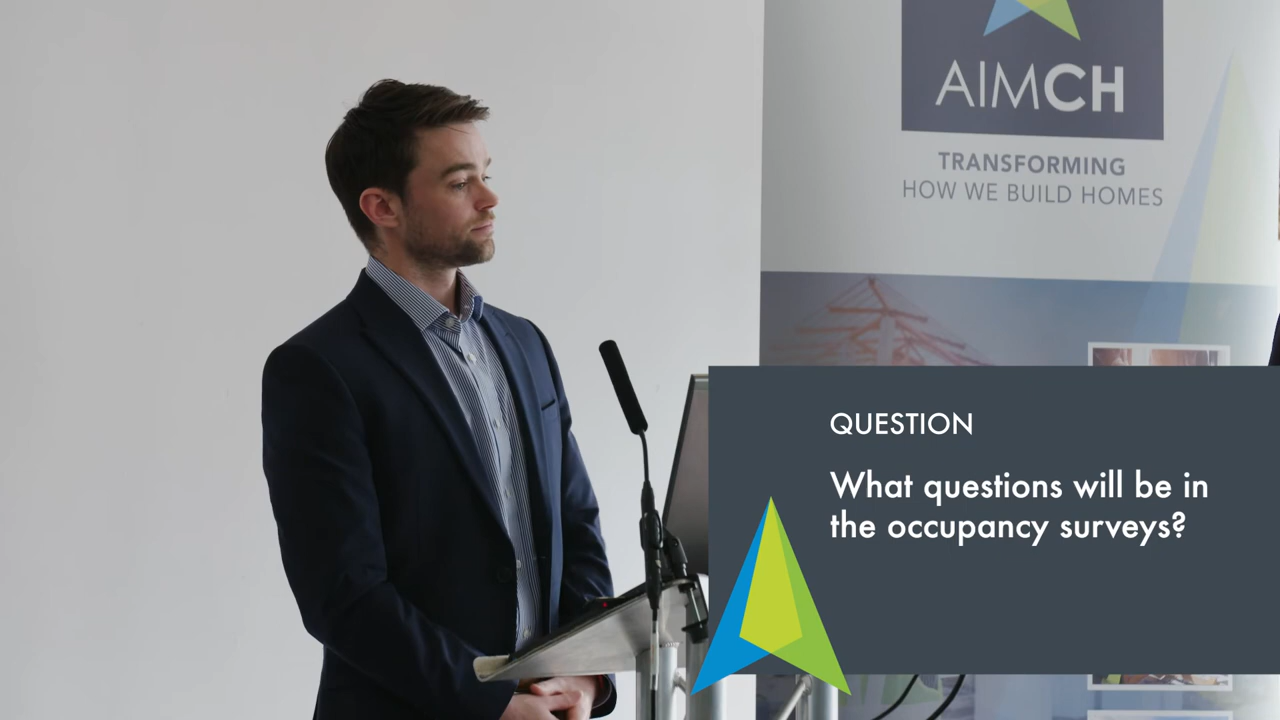 AIMCH
TRANSFORMING
HOW WE BUILD HOMES
QUESTION
What questions will be in
the occupancy surveys?